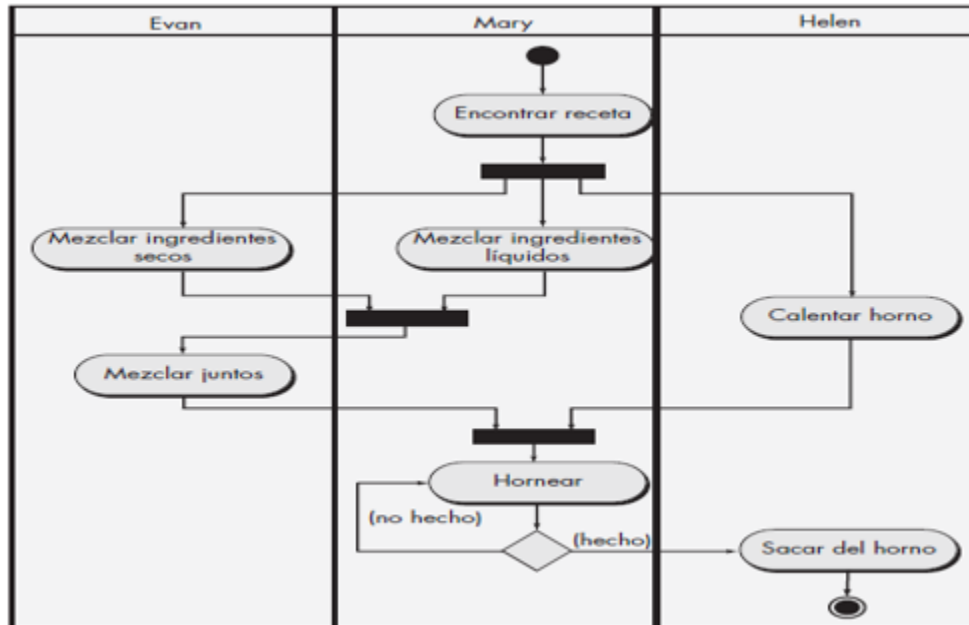 Evan
Mary
Helen
Encontrar receta
Mezclar ingredientes
secos
Mezclar ingredientes
líquidos
Calentar horno
Mezclar juntos
Hornear
(no hecho)
(hecho)
Sacar del horno